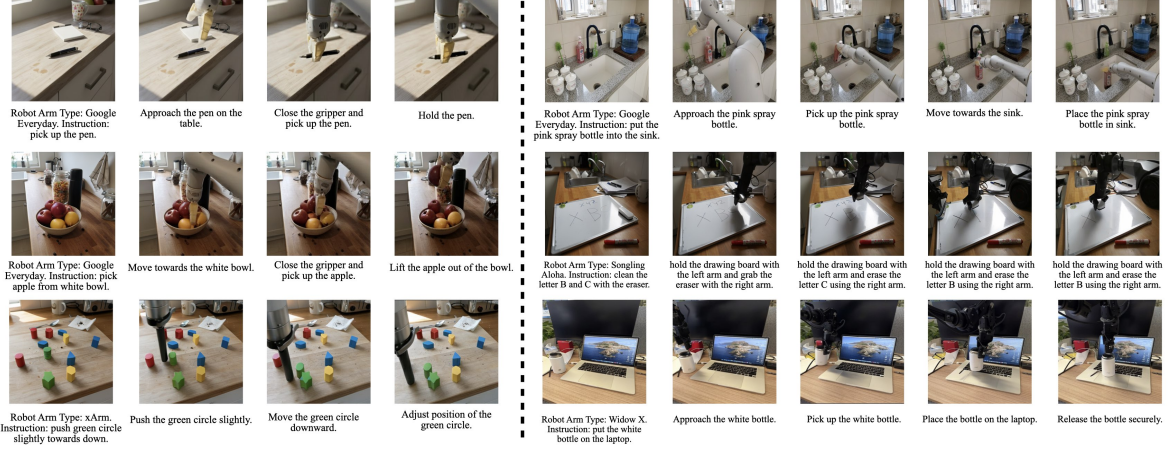 Robot Arm Type: Google
Everyday. Instruction:
pick up the pen.
Approach the pen on the
table.
Close the gripper and
pick up the pen.
Hold the pen.
Robot Arm Type: Google
Everyday. Instruction: put the
pink spray bottle into the sink.
Approach the pink spray
bottle.
Pick up the pink spray
bottle.
Move towards the sink.
Place the pink spray
bottle in sink.
Robot Arm Type: Google
Everyday. Instruction: pick
apple from white bowl.
Move towards the white bowl.
Close the gripper and
pick up the apple.
Lift the apple out of the bowl.
Robot Arm Type: Songling
Aloha. Instruction: clean the
letter B and C with the eraser.
hold the drawing board with
the left arm and grab the
eraser with the right arm.
hold the drawing board with
the left arm and erase the
letter C using the right arm.
hold the drawing board with
the left arm and erase the
letter B using the right arm.
hold the drawing board with
the left arm and erase the
letter B using the right arm.
Robot Arm Type: xArm.
Instruction: push green circle
slightly towards down.
Push the green circle slightly.
Move the green circle
downward.
Adjust position of the
green circle.
Robot Arm Type: Widow X.
Instruction: put the white
bottle on the laptop.
Approach the white bottle.
Pick up the white bottle.
Place the bottle on the laptop.
Release the bottle securely.